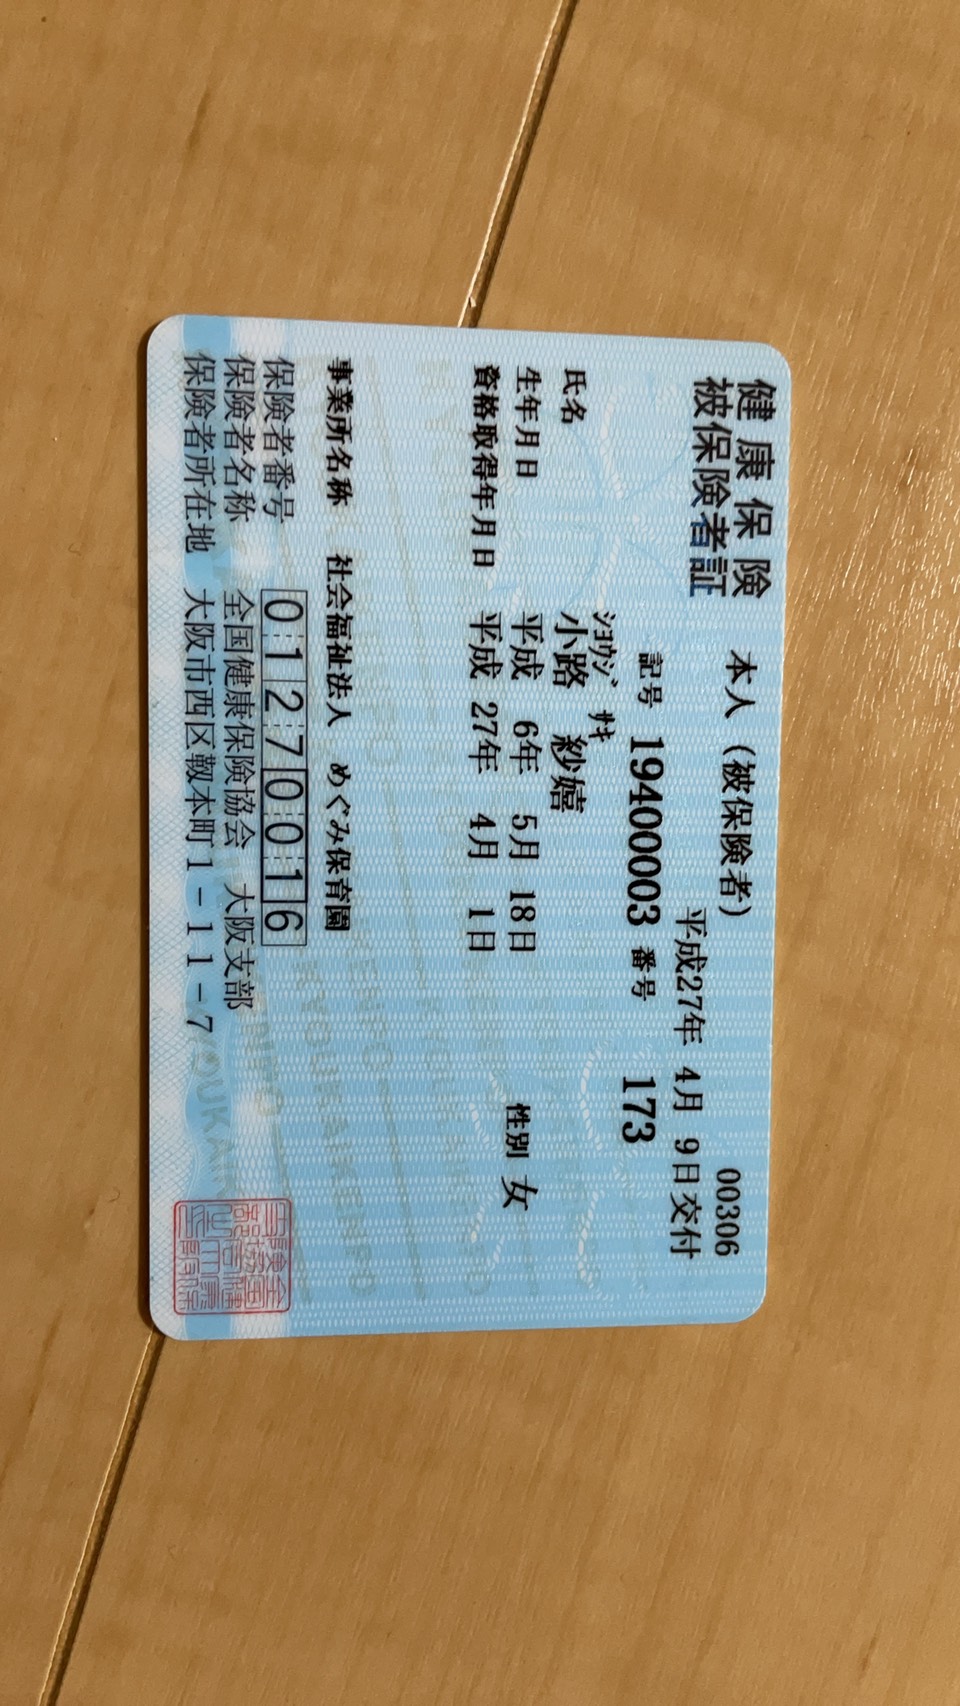 健康保険 本人(被保険者) 00306
被保険者証 平成27年 4月 9日交付
記号 19400003 番号 173
ショウジ サキ
氏名 小路 紗嬉
生年月日 平成 6年 5月 18日 性別 女
資格取得年月日 平成 27年 4月 1日
事業所名称 社会福祉法人 めぐみ保育園
保険者番号 01270016
保険者名称 全国健康保険協会 大阪支部
保険者所在地 大阪市西区靱本町1-11-7